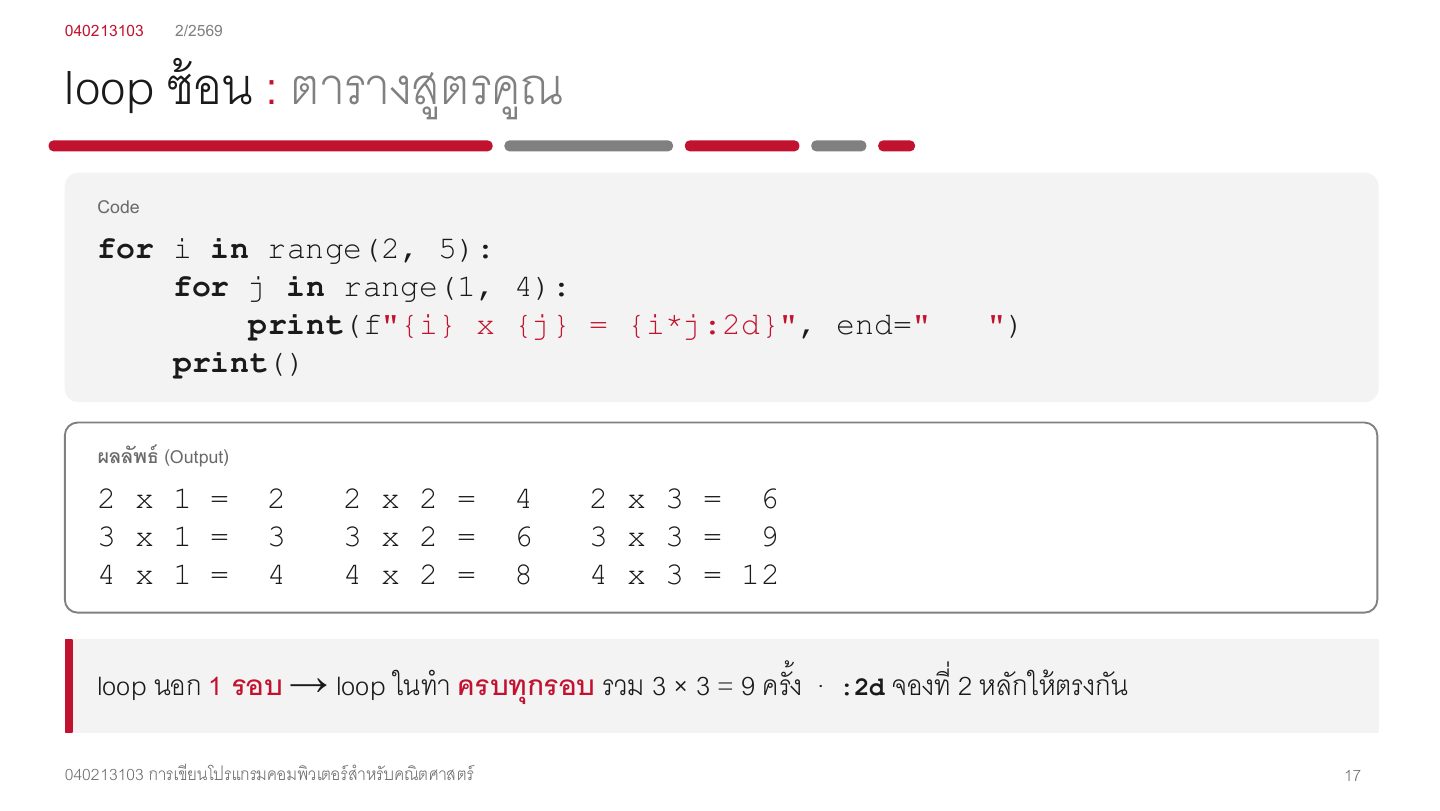 040213103 2/2569
loop ซ้อน : ตารางสูตรคูณ
Code
for i in range(2, 5):
    for j in range(1, 4):
        print(f"{i} x {j} = {i*j:2d}", end="   ")
    print()
ผลลัพธ์ (Output)
2 x 1 =  2   2 x 2 =  4   2 x 3 =  6
3 x 1 =  3   3 x 2 =  6   3 x 3 =  9
4 x 1 =  4   4 x 2 =  8   4 x 3 = 12
loop นอก 1 รอบ → loop ในทำ ครบทุกรอบ รวม 3 × 3 = 9 ครั้ง · :2d จองที่ 2 หลักให้ตรงกัน
040213103 การเขียนโปรแกรมคอมพิวเตอร์สำหรับคณิตศาสตร์ 17